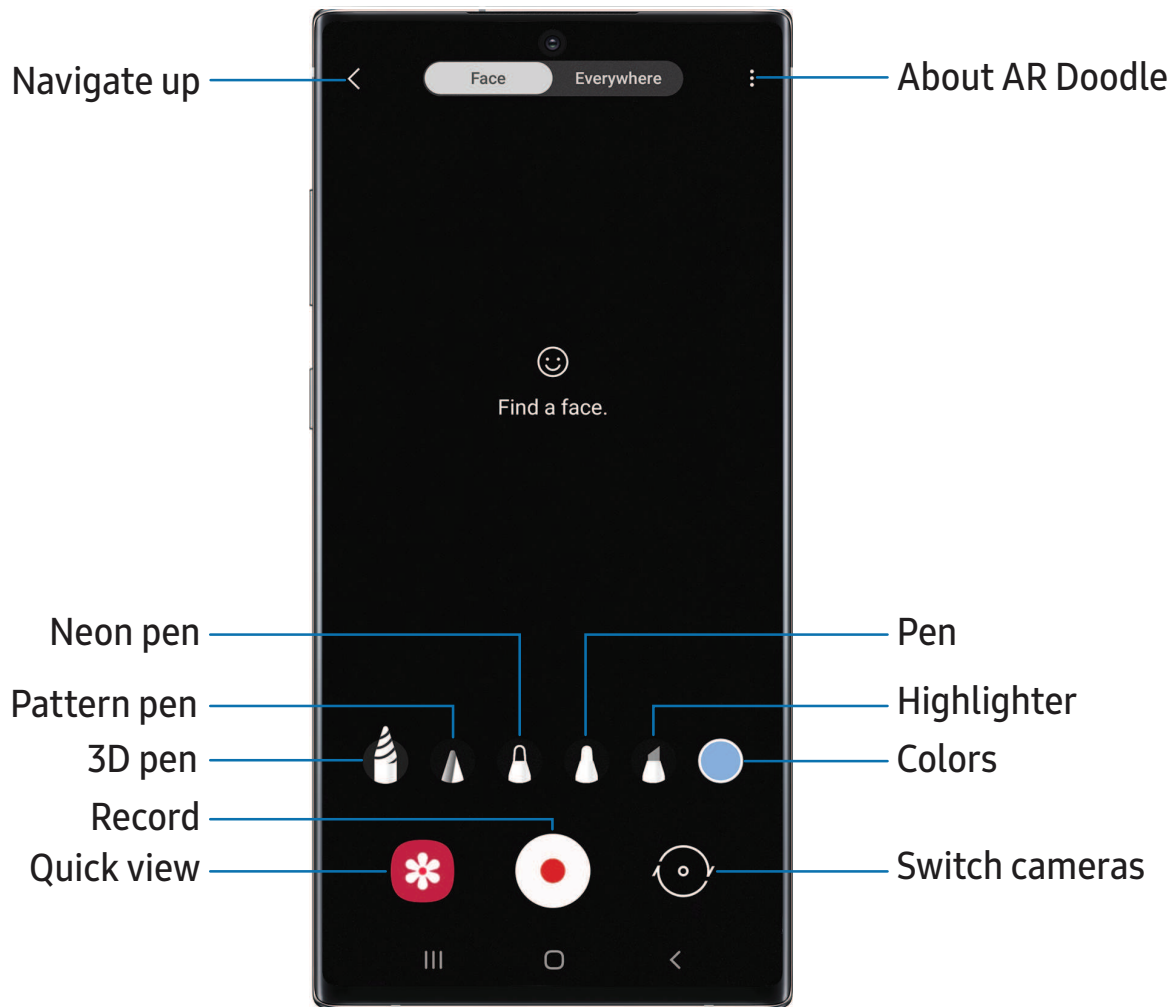 Navigate up
Face
Everywhere
About AR Doodle
Find a face.
Neon pen
Pen
Pattern pen
Highlighter
3D pen
Colors
Record
Quick view
Switch cameras